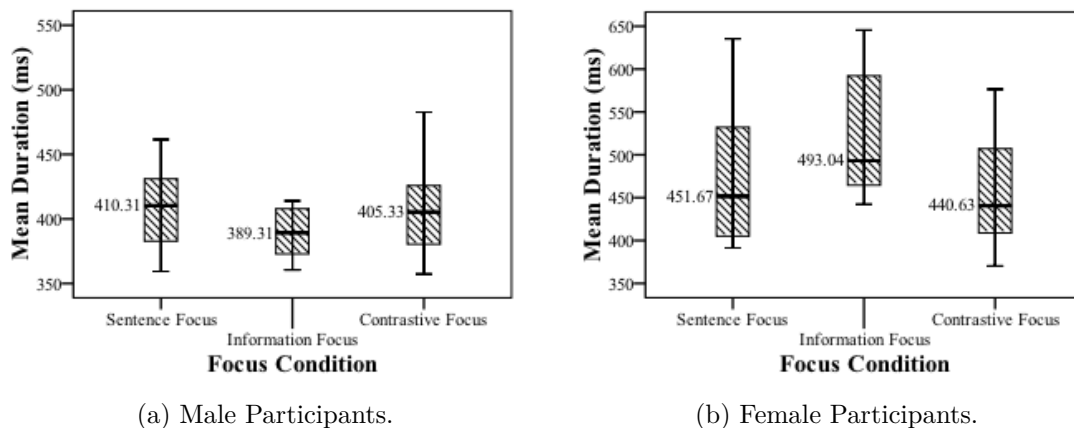 550
500
450
400
350
Mean Duration (ms)
410.31
389.31
405.33
Sentence Focus
Information Focus
Contrastive Focus
Focus Condition
(a) Male Participants.
650
600
550
500
450
400
350
Mean Duration (ms)
451.67
493.04
440.63
Sentence Focus
Information Focus
Contrastive Focus
Focus Condition
(b) Female Participants.